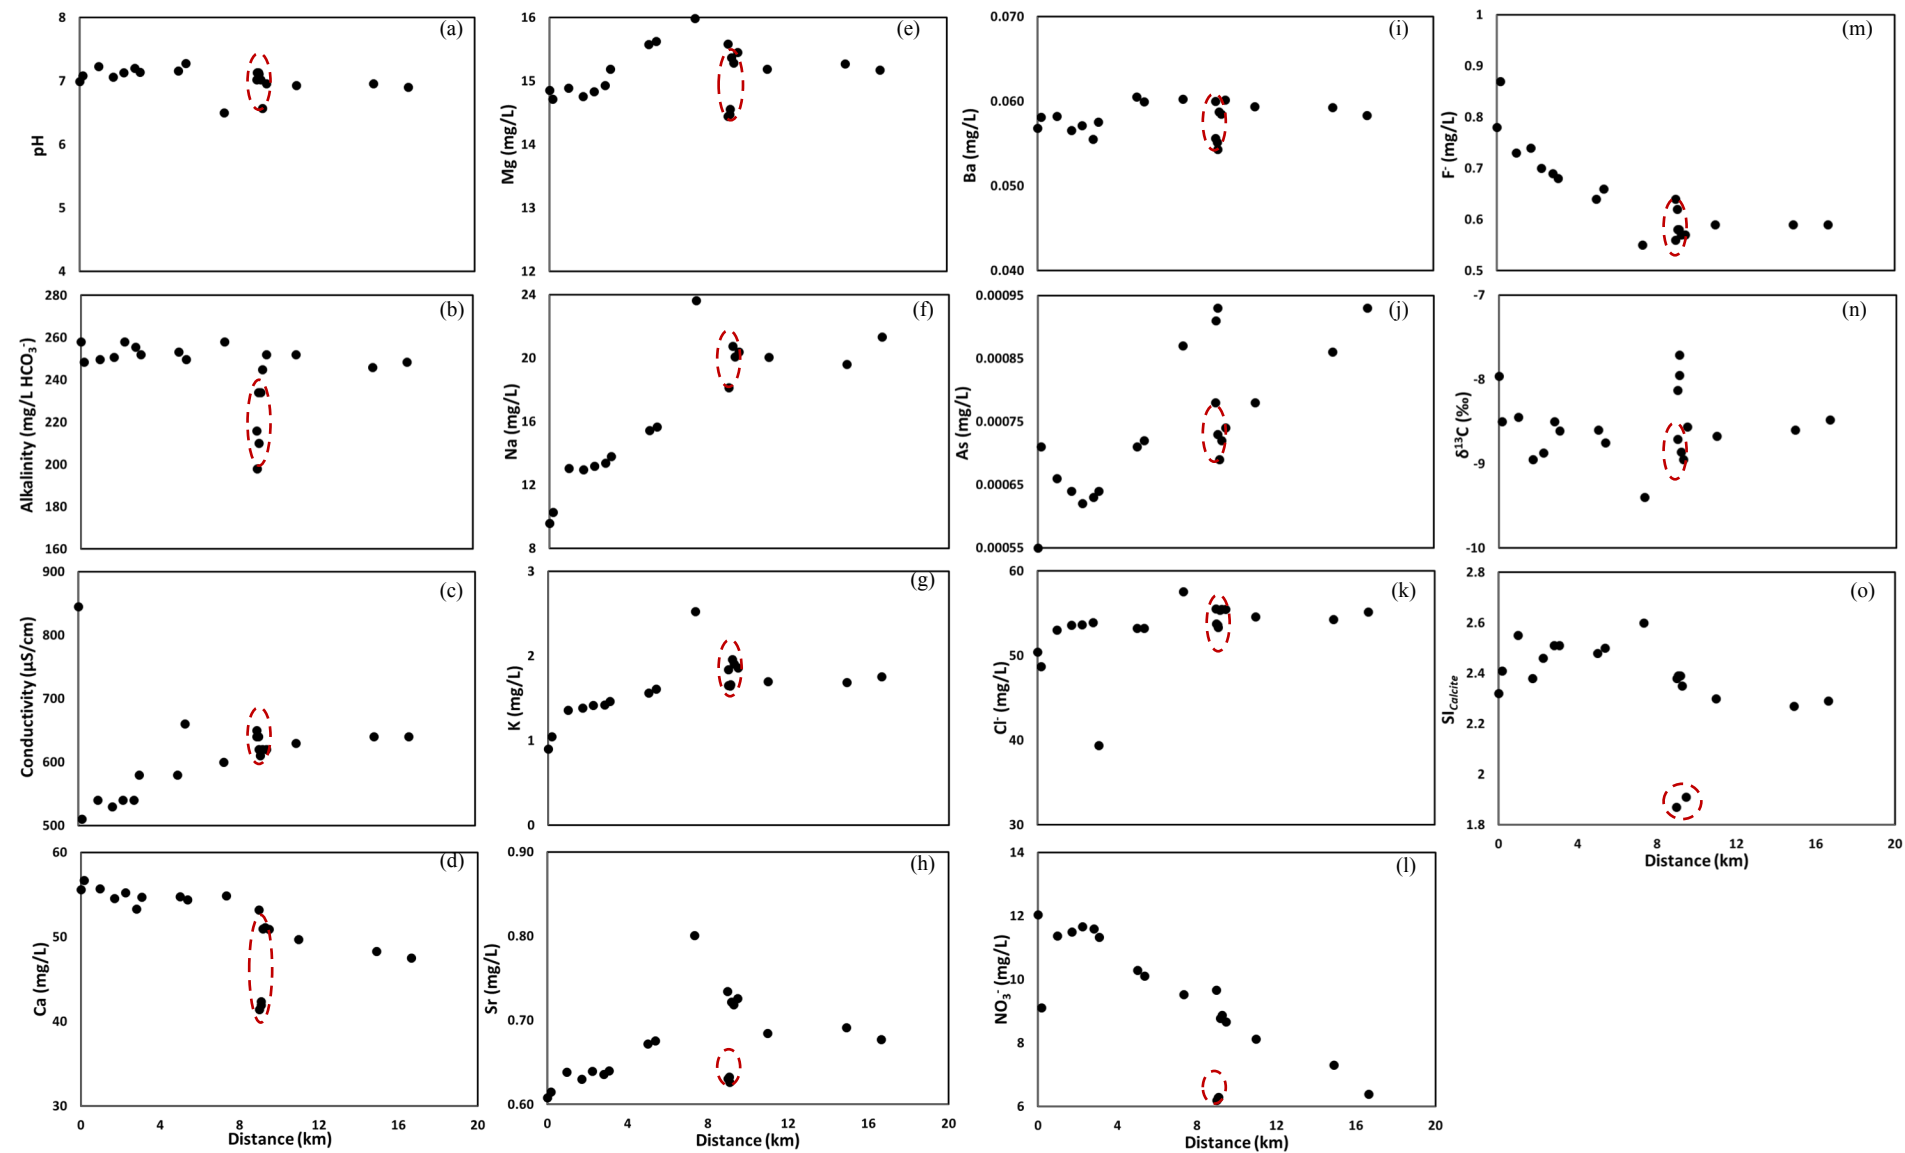 (a)
pH
8
7
6
5
4
(b)
Alkalinity (mg/L HCO₃⁻)
280
260
240
220
200
180
160
(c)
Conductivity (µS/cm)
900
800
700
600
500
(d)
Ca (mg/L)
60
50
40
30
0 4 8 12 16 20
Distance (km)
(e)
Mg (mg/L)
16
15
14
13
12
(f)
Na (mg/L)
24
20
16
12
8
(g)
K (mg/L)
3
2
1
0
(h)
Sr (mg/L)
0.90
0.80
0.70
0.60
0 4 8 12 16 20
Distance (km)
(i)
Ba (mg/L)
0.070
0.060
0.050
0.040
(j)
As (mg/L)
0.00095
0.00085
0.00075
0.00065
0.00055
(k)
Cl⁻ (mg/L)
60
50
40
30
(l)
NO₃⁻ (mg/L)
14
12
10
8
6
0 4 8 12 16 20
Distance (km)
(m)
F⁻ (mg/L)
1
0.9
0.8
0.7
0.6
0.5
(n)
δ¹³C (‰)
-7
-8
-9
-10
(o)
SI Calcite
2.8
2.6
2.4
2.2
2
1.8
0 4 8 12 16 20
Distance (km)